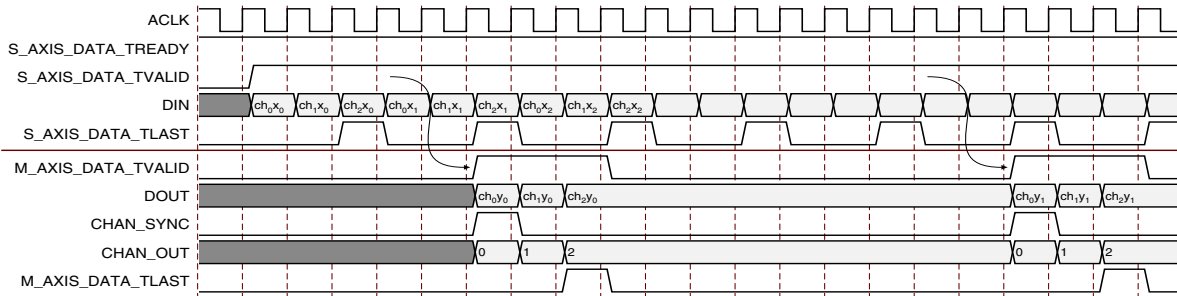 ACLK
S_AXIS_DATA_TREADY
S_AXIS_DATA_TVALID
DIN ch₀x₀ ch₁x₀ ch₂x₀ ch₀x₁ ch₁x₁ ch₂x₁ ch₀x₂ ch₁x₂ ch₂x₂
S_AXIS_DATA_TLAST
M_AXIS_DATA_TVALID
DOUT ch₀y₀ ch₁y₀ ch₂y₀ ch₀y₁ ch₁y₁ ch₂y₁
CHAN_SYNC
CHAN_OUT 0 1 2 0 1 2
M_AXIS_DATA_TLAST